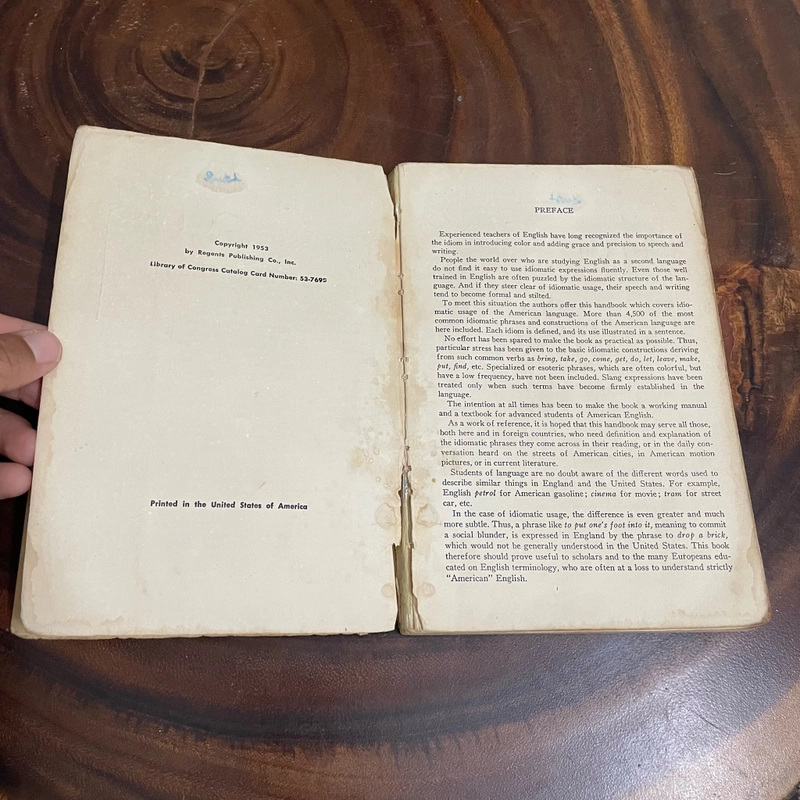 Copyright 1953
by Regents Publishing Co., Inc.
Library of Congress Catalog Card Number: 53-7695
Printed in the United States of America
PREFACE
Experienced teachers of English have long recognized the importance of
the idiom in introducing color and adding grace and precision to speech and
writing.
People the world over who are studying English as a second language
do not find it easy to use idiomatic expressions fluently. Even those well
trained in English are often puzzled by the idiomatic structure of the lan-
guage. And if they steer clear of idiomatic usage, their speech and writing
tend to become formal and stilted.
To meet this situation the authors offer this handbook which covers idio-
matic usage of the American language. More than 4,500 of the most
common idiomatic phrases and constructions of the American language are
here included. Each idiom is defined, and its use illustrated in a sentence.
No effort has been spared to make the book as practical as possible. Thus,
particular stress has been given to the basic idiomatic constructions deriving
from such common verbs as bring, take, go, come, get, do, let, leave, make,
put, find, etc. Specialized or esoteric phrases, which are often colorful, but
have a low frequency, have not been included. Slang expressions have been
treated only when such terms have become firmly established in the
language.
The intention at all times has been to make the book a working manual
and a textbook for advanced students of American English.
As a work of reference, it is hoped that this handbook may serve all those,
both here and in foreign countries, who need definition and explanation of
the idiomatic phrases they come across in their reading, or in the daily con-
versation heard on the streets of American cities, in American motion
pictures, or in current literature.
Students of language are no doubt aware of the different words used to
describe similar things in England and the United States. For example,
English petrol for American gasoline; cinema for movie; tram for street
car, etc.
In the case of idiomatic usage, the difference is even greater and much
more subtle. Thus, a phrase like to put one's foot into it, meaning to commit
a social blunder, is expressed in England by the phrase to drop a brick,
which would not be generally understood in the United States. This book
therefore should prove useful to scholars and to the many Europeans edu-
cated on English terminology, who are often at a loss to understand strictly
"American" English.